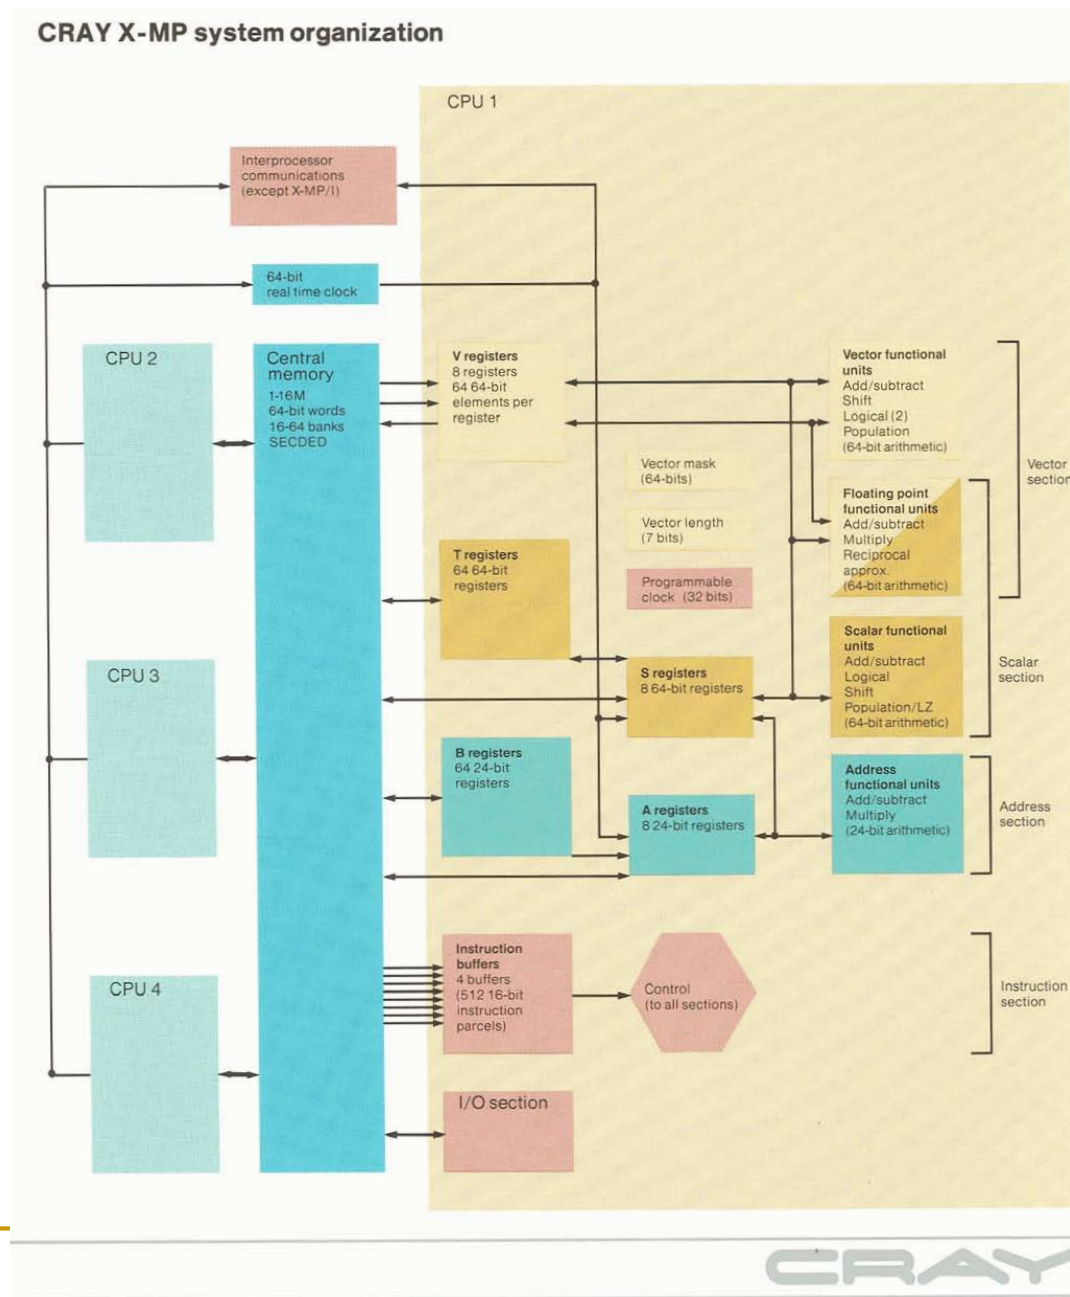 CRAY X-MP system organization
CPU 1
Interprocessor
communications
(except X-MP/I)
64-bit
real time clock
CPU 2
Central
memory
1-16M
64-bit words
16-64 banks
SECDED
V registers
8 registers
64 64-bit
elements per
register
Vector functional
units
Add/subtract
Shift
Logical (2)
Population
(64-bit arithmetic)
Vector
section
Vector mask
(64-bits)
Vector length
(7 bits)
Programmable
clock (32 bits)
Floating point
functional units
Add/subtract
Multiply
Reciprocal
approx.
(64-bit arithmetic)
T registers
64 64-bit
registers
CPU 3
S registers
8 64-bit registers
Scalar functional
units
Add/subtract
Logical
Shift
Population/LZ
(64-bit arithmetic)
Scalar
section
B registers
64 24-bit
registers
A registers
8 24-bit registers
Address
functional units
Add/subtract
Multiply
(24-bit arithmetic)
Address
section
CPU 4
Instruction
buffers
4 buffers
(512 16-bit
instruction
parcels)
Control
(to all sections)
Instruction
section
I/O section
CRAY